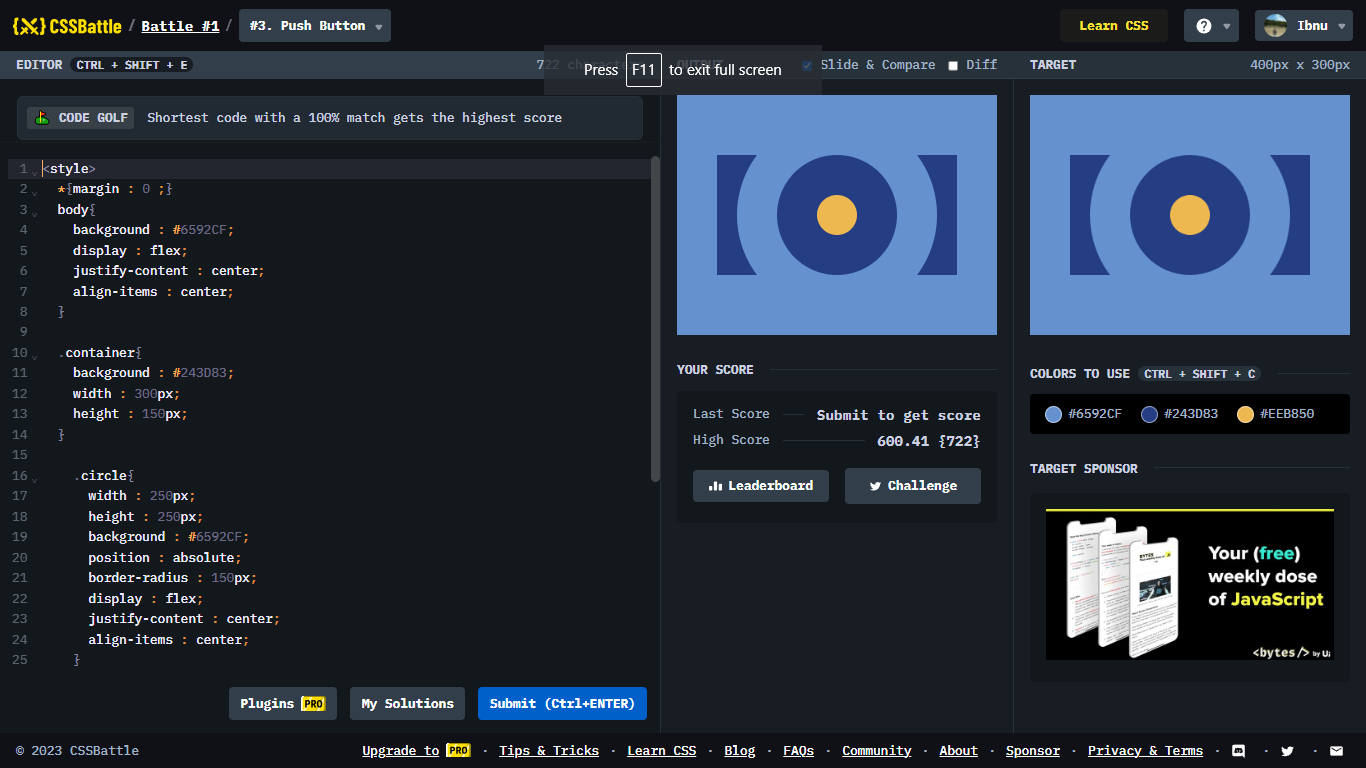 CSSBattle / Battle #1 / #3. Push Button
Learn CSS
Ibnu
EDITOR CTRL + SHIFT + E
Press F11 to exit full screen
Slide & Compare
Diff
TARGET
400px x 300px
CODE GOLF Shortest code with a 100% match gets the highest score
1 <style>
2 *{margin : 0 ;}
3 body{
4 background : #6592CF;
5 display : flex;
6 justify-content : center;
7 align-items : center;
8 }
9
10 .container{
11 background : #243D83;
12 width : 300px;
13 height : 150px;
14 }
15
16 .circle{
17 width : 250px;
18 height : 250px;
19 background : #6592CF;
20 position : absolute;
21 border-radius : 150px;
22 display : flex;
23 justify-content : center;
24 align-items : center;
25 }
Plugins PRO
My Solutions
Submit (Ctrl+ENTER)
YOUR SCORE
Last Score
Submit to get score
High Score
600.41 {722}
Leaderboard
Challenge
COLORS TO USE CTRL + SHIFT + C
#6592CF
#243D83
#EEB850
TARGET SPONSOR
Your (free)
weekly dose
of JavaScript
<bytes/> by
© 2023 CSSBattle
Upgrade to PRO · Tips & Tricks · Learn CSS · Blog · FAQs · Community · About · Sponsor · Privacy & Terms